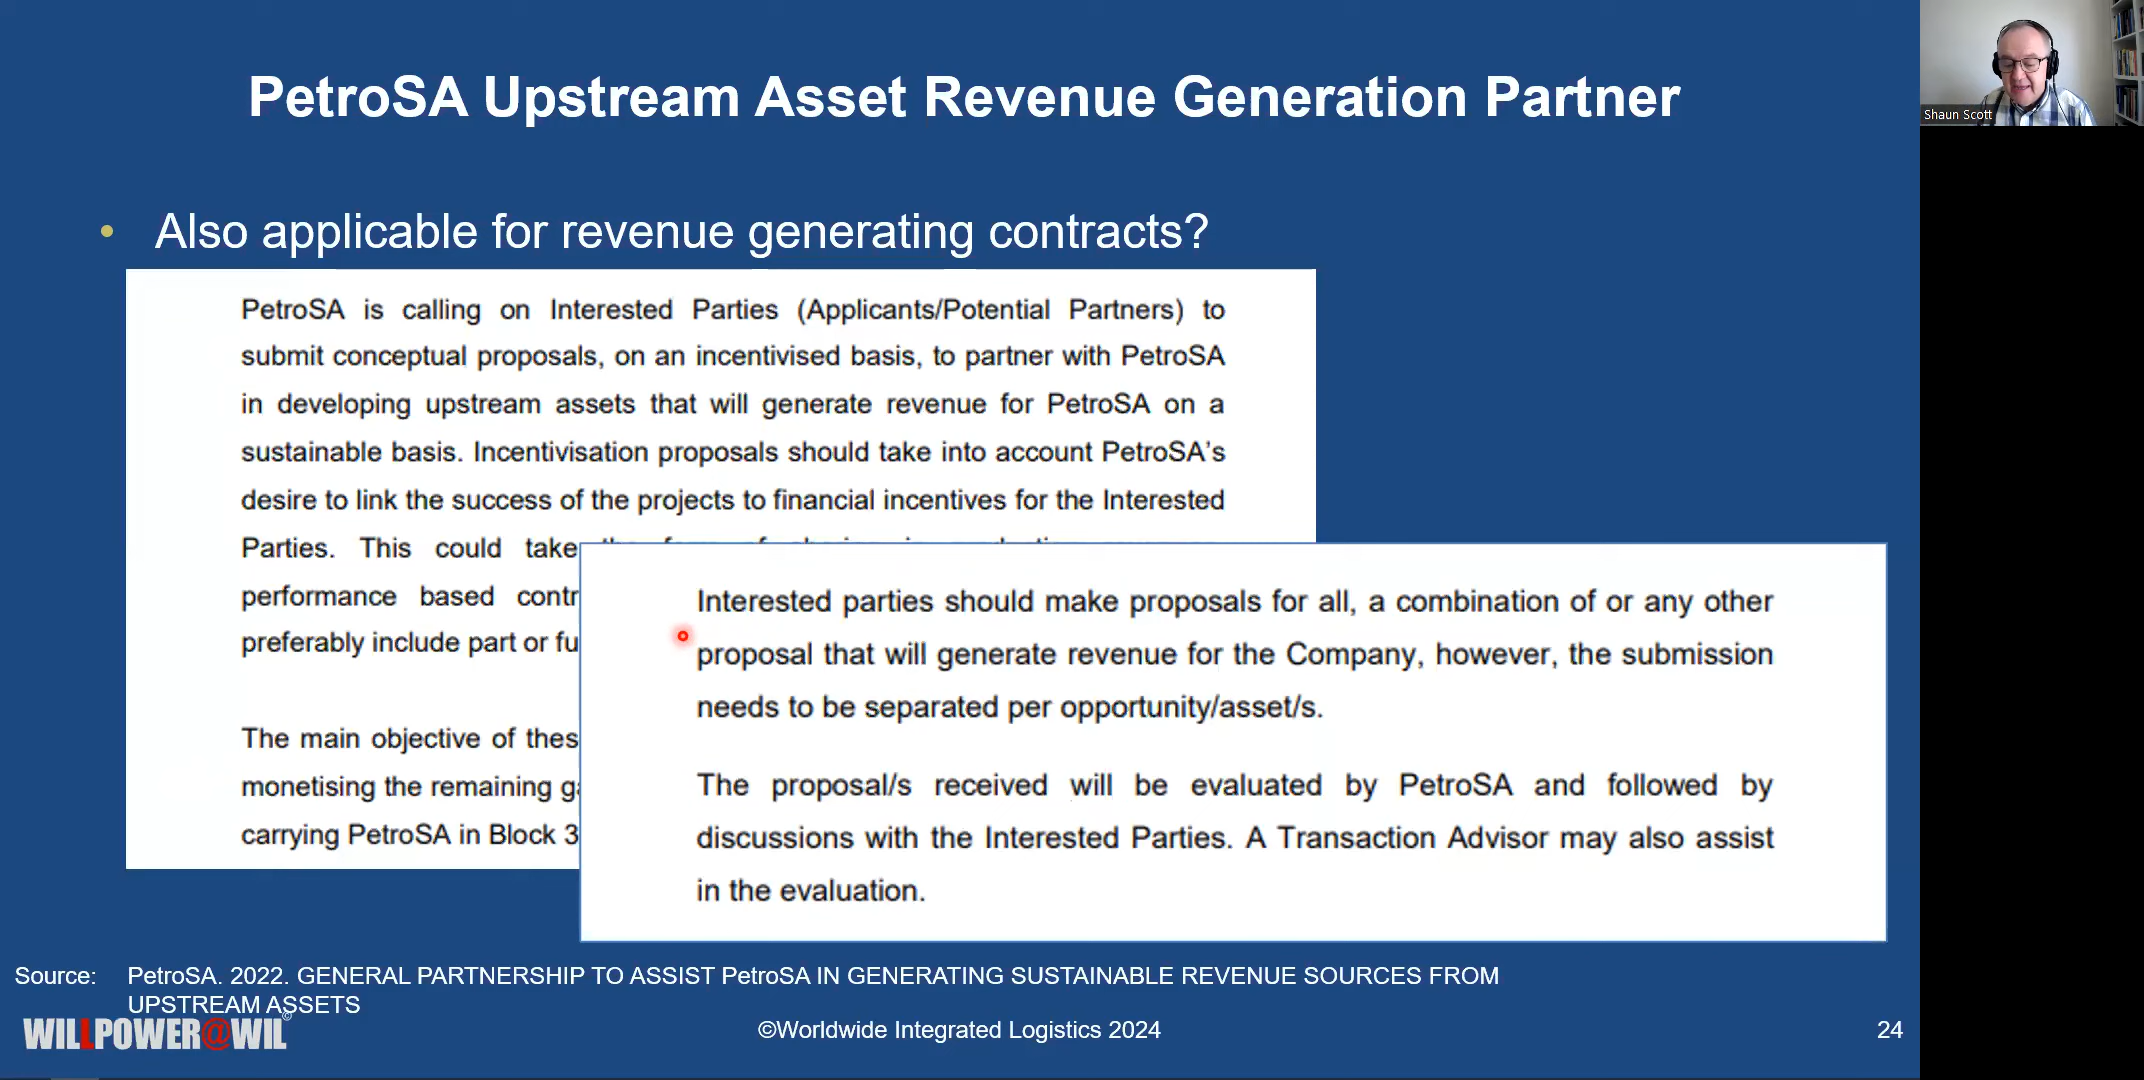 PetroSA Upstream Asset Revenue Generation Partner
Shaun Scott
• Also applicable for revenue generating contracts?
PetroSA is calling on Interested Parties (Applicants/Potential Partners) to
submit conceptual proposals, on an incentivised basis, to partner with PetroSA
in developing upstream assets that will generate revenue for PetroSA on a
sustainable basis. Incentivisation proposals should take into account PetroSA's
desire to link the success of the projects to financial incentives for the Interested
Parties. This could take
performance based contr
preferably include part or fu
The main objective of thes
monetising the remaining g
carrying PetroSA in Block 3
Interested parties should make proposals for all, a combination of or any other
proposal that will generate revenue for the Company, however, the submission
needs to be separated per opportunity/asset/s.
The proposal/s received will be evaluated by PetroSA and followed by
discussions with the Interested Parties. A Transaction Advisor may also assist
in the evaluation.
Source: PetroSA. 2022. GENERAL PARTNERSHIP TO ASSIST PetroSA IN GENERATING SUSTAINABLE REVENUE SOURCES FROM
UPSTREAM ASSETS
WILLPOWER@WIL©
©Worldwide Integrated Logistics 2024
24